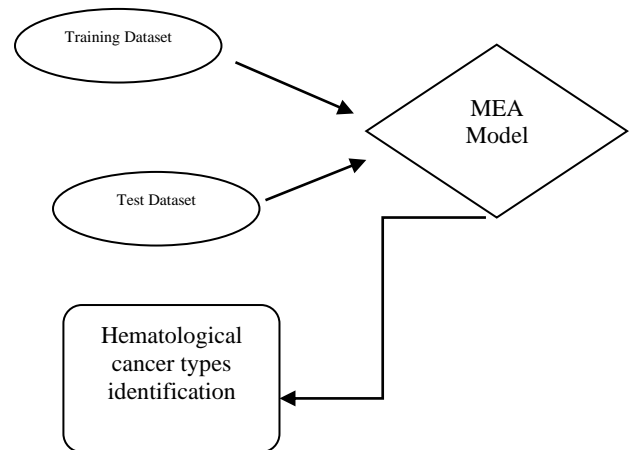 Training Dataset
MEA
Model
Test Dataset
Hematological
cancer types
identification